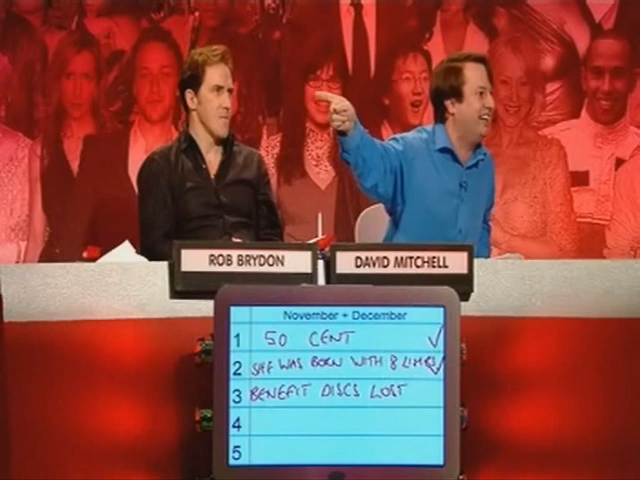 ROB BRYDON
DAVID MITCHELL
November + December
1 50 CENT ✓
2 SHE WAS BORN WITH 8 LIMBS ✓
3 BENEFIT DISCS LOST
4
5